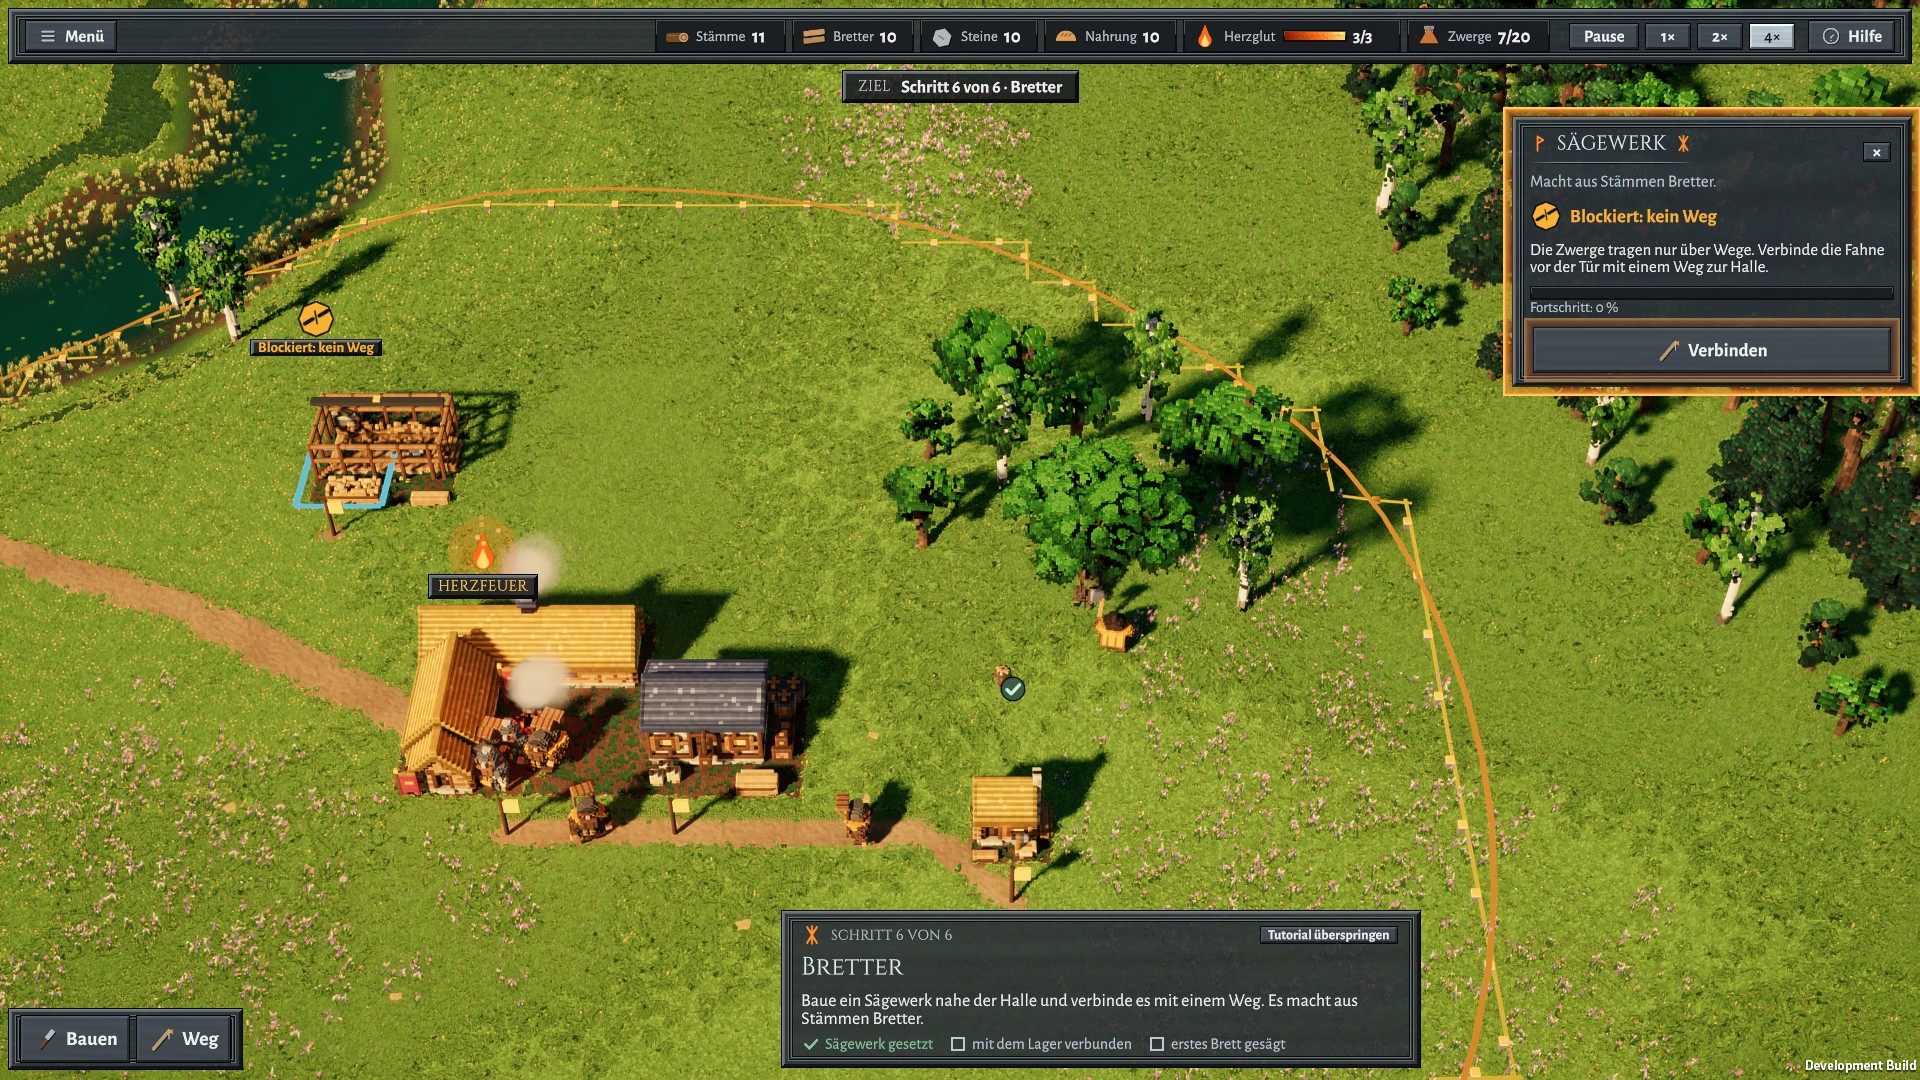 Menü
Stämme 11
Bretter 10
Steine 10
Nahrung 10
Herzglut 3/3
Zwerge 7/20
Pause
1×
2×
4×
Hilfe
ZIEL Schritt 6 von 6 · Bretter
SÄGEWERK
×
Macht aus Stämmen Bretter.
Blockiert: kein Weg
Die Zwerge tragen nur über Wege. Verbinde die Fahne
vor der Tür mit einem Weg zur Halle.
Fortschritt: 0 %
Verbinden
Blockiert: kein Weg
HERZFEUER
SCHRITT 6 VON 6
Tutorial überspringen
BRETTER
Baue ein Sägewerk nahe der Halle und verbinde es mit einem Weg. Es macht aus
Stämmen Bretter.
Sägewerk gesetzt
mit dem Lager verbunden
erstes Brett gesägt
Bauen
Weg
Development Build